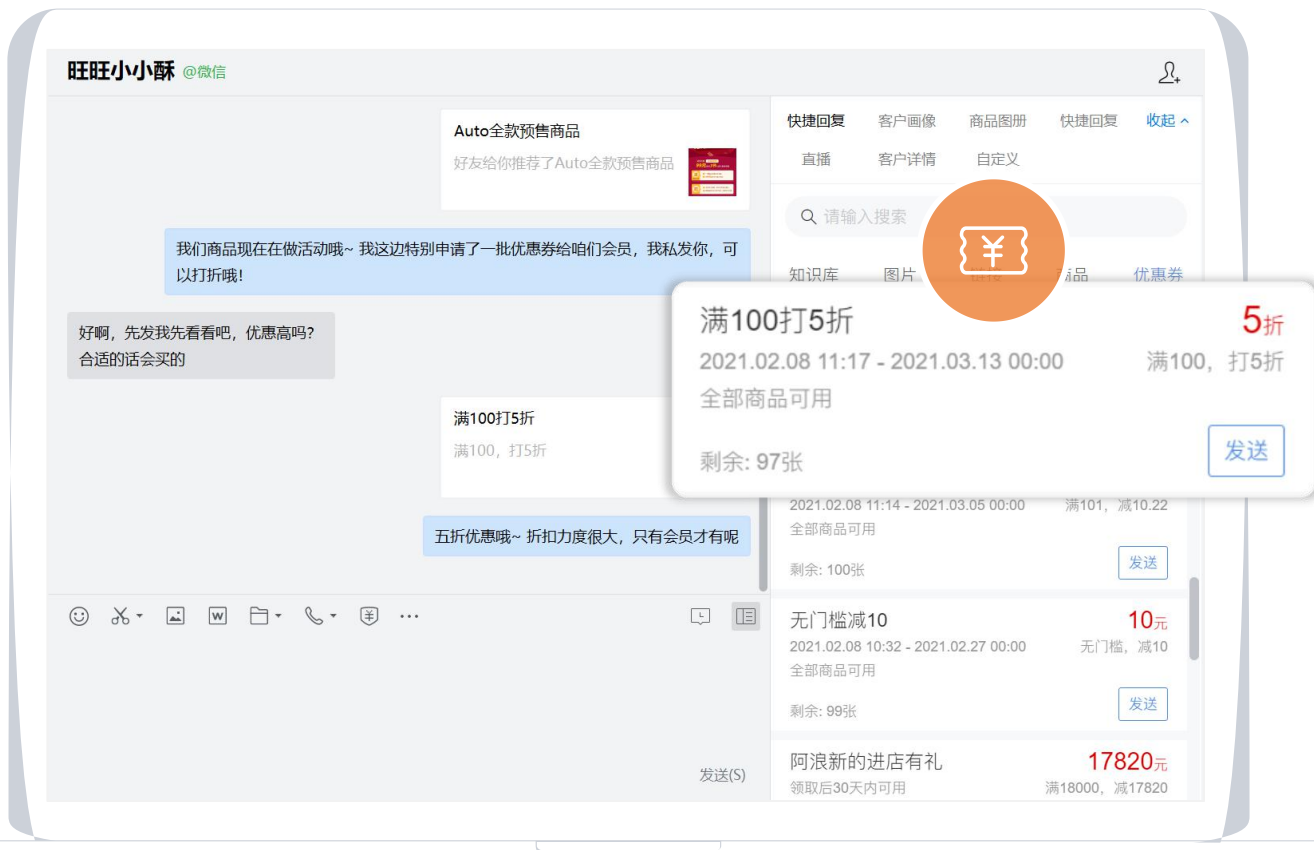 旺旺小小酥 @微信
Auto全款预售商品
好友给你推荐了Auto全款预售商品
我们商品现在在做活动哦~ 我这边特别申请了一批优惠券给咱们会员，我私发你，可
以打折哦！
好啊，先发我先看看吧，优惠高吗？
合适的话会买的
满100打5折
满100，打5折
五折优惠哦~ 折扣力度很大，只有会员才有呢
发送(S)
快捷回复 客户画像 商品图册 快捷回复 收起
直播 客户详情 自定义
请输入搜索
知识库 图片 商品 优惠券
满100打5折 5折
2021.02.08 11:17 - 2021.03.13 00:00 满100，打5折
全部商品可用
剩余: 97张 发送
2021.02.08 11:14 - 2021.03.05 00:00 满101，减10.22
全部商品可用
剩余: 100张 发送
无门槛减10 10元
2021.02.08 10:32 - 2021.02.27 00:00 无门槛，减10
全部商品可用
剩余: 99张 发送
阿浪新的进店有礼 17820元
领取后30天内可用 满18000，减17820